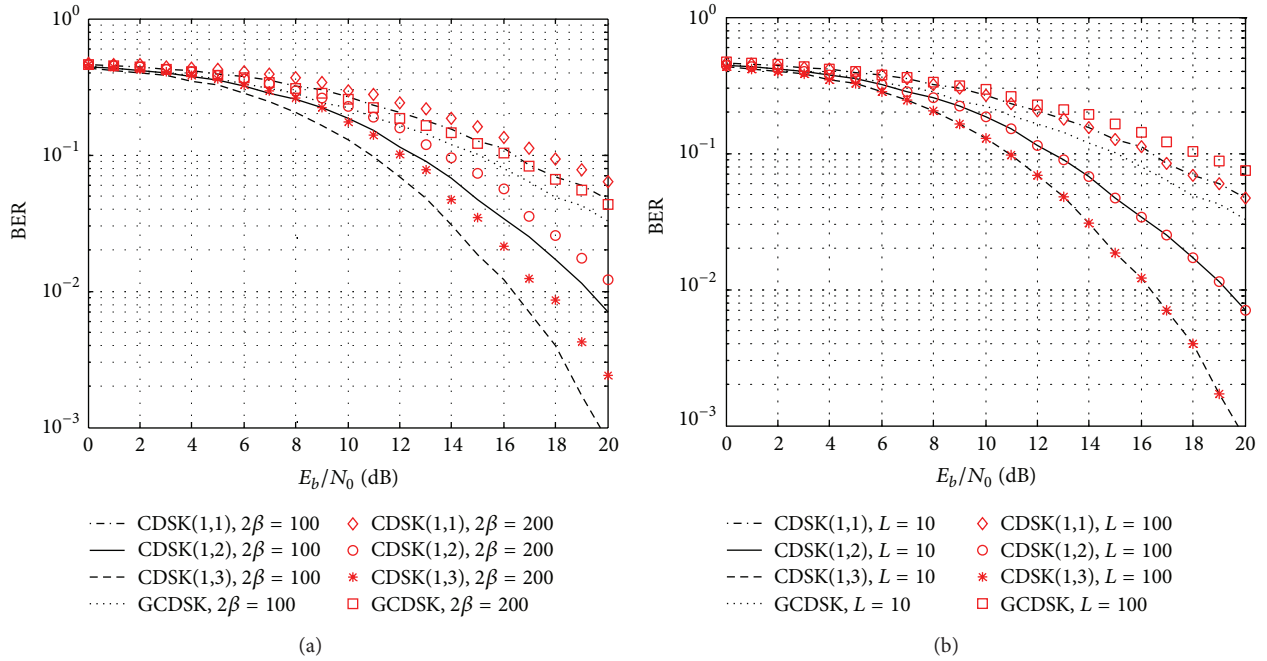 10^0
10^-1
10^-2
10^-3
BER
0 2 4 6 8 10 12 14 16 18 20
E_b/N_0 (dB)
CDSK(1,1), 2β = 100
CDSK(1,2), 2β = 100
CDSK(1,3), 2β = 100
GCDSK, 2β = 100
CDSK(1,1), 2β = 200
CDSK(1,2), 2β = 200
CDSK(1,3), 2β = 200
GCDSK, 2β = 200
(a)
10^0
10^-1
10^-2
10^-3
BER
0 2 4 6 8 10 12 14 16 18 20
E_b/N_0 (dB)
CDSK(1,1), L = 10
CDSK(1,2), L = 10
CDSK(1,3), L = 10
GCDSK, L = 10
CDSK(1,1), L = 100
CDSK(1,2), L = 100
CDSK(1,3), L = 100
GCDSK, L = 100
(b)